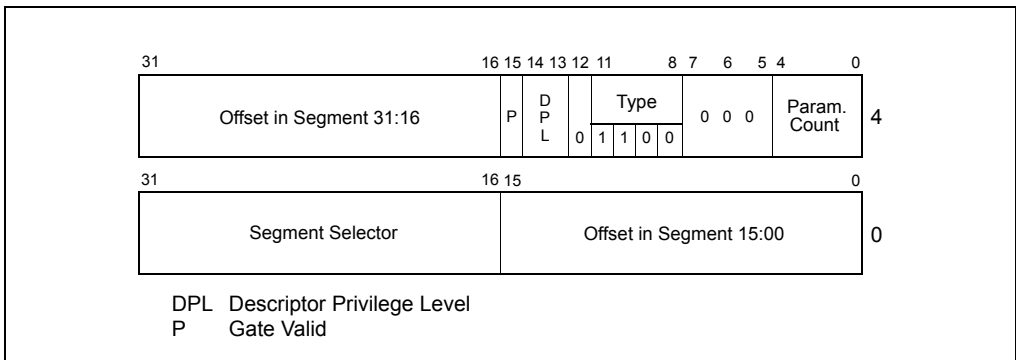 31 16 15 14 13 12 11 8 7 6 5 4 0
Offset in Segment 31:16 P D P L 0 Type 1 1 0 0 0 0 0 Param. Count 4
31 16 15 0
Segment Selector Offset in Segment 15:00 0
DPL Descriptor Privilege Level
P Gate Valid